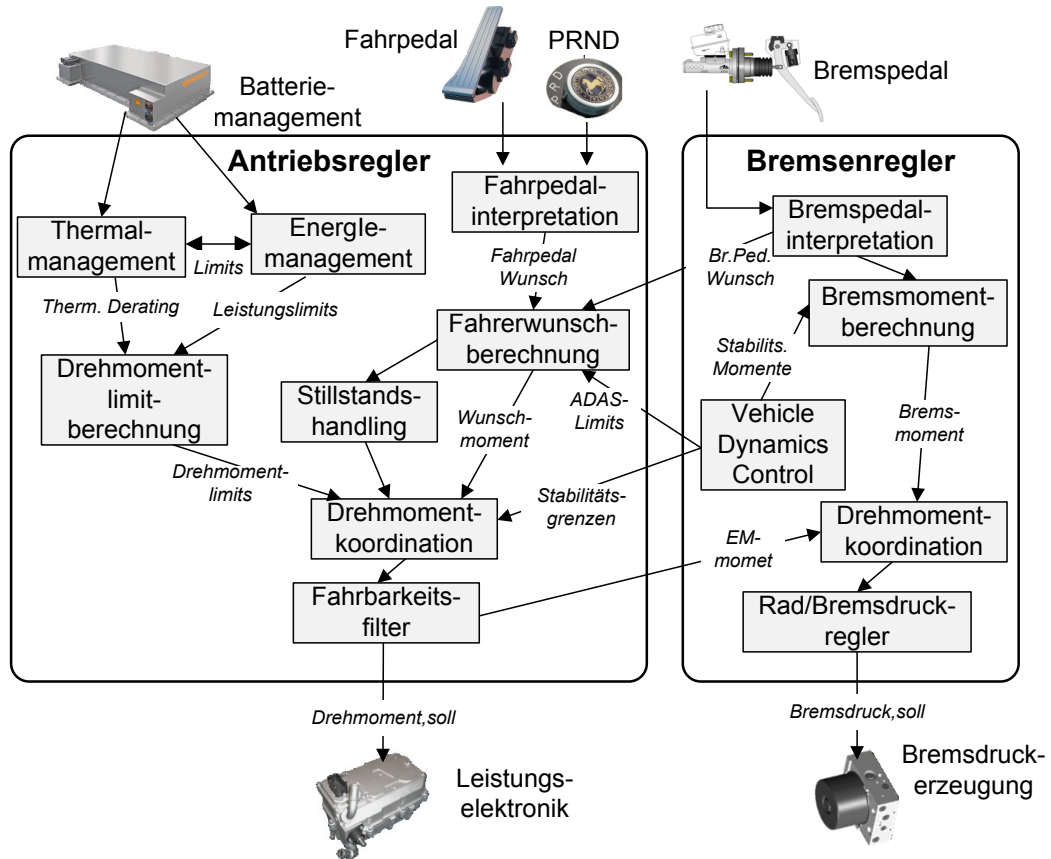 Fahrpedal
PRND
Bremspedal
Batterie-
management
P R D
Antriebsregler
Bremsenregler
Fahrpedal-
interpretation
Bremspedal-
interpretation
Thermal-
management
Energle-
management
Limits
Fahrpedal
Wunsch
Br.Ped.
Wunsch
Therm. Derating
Leistungslimits
Fahrerwunsch-
berechnung
Bremsmoment-
berechnung
Drehmoment-
limit-
berechnung
Stillstands-
handling
Wunsch-
moment
ADAS-
Limits
Stabilits.
Momente
Vehicle
Dynamics
Control
Brems-
moment
Drehmoment-
limits
Stabilitäts-
grenzen
Drehmoment-
koordination
EM-
momet
Drehmoment-
koordination
Fahrbarkeits-
filter
Rad/Bremsdruck-
regler
Drehmoment,soll
Bremsdruck,soll
Leistungs-
elektronik
Bremsdruck-
erzeugung